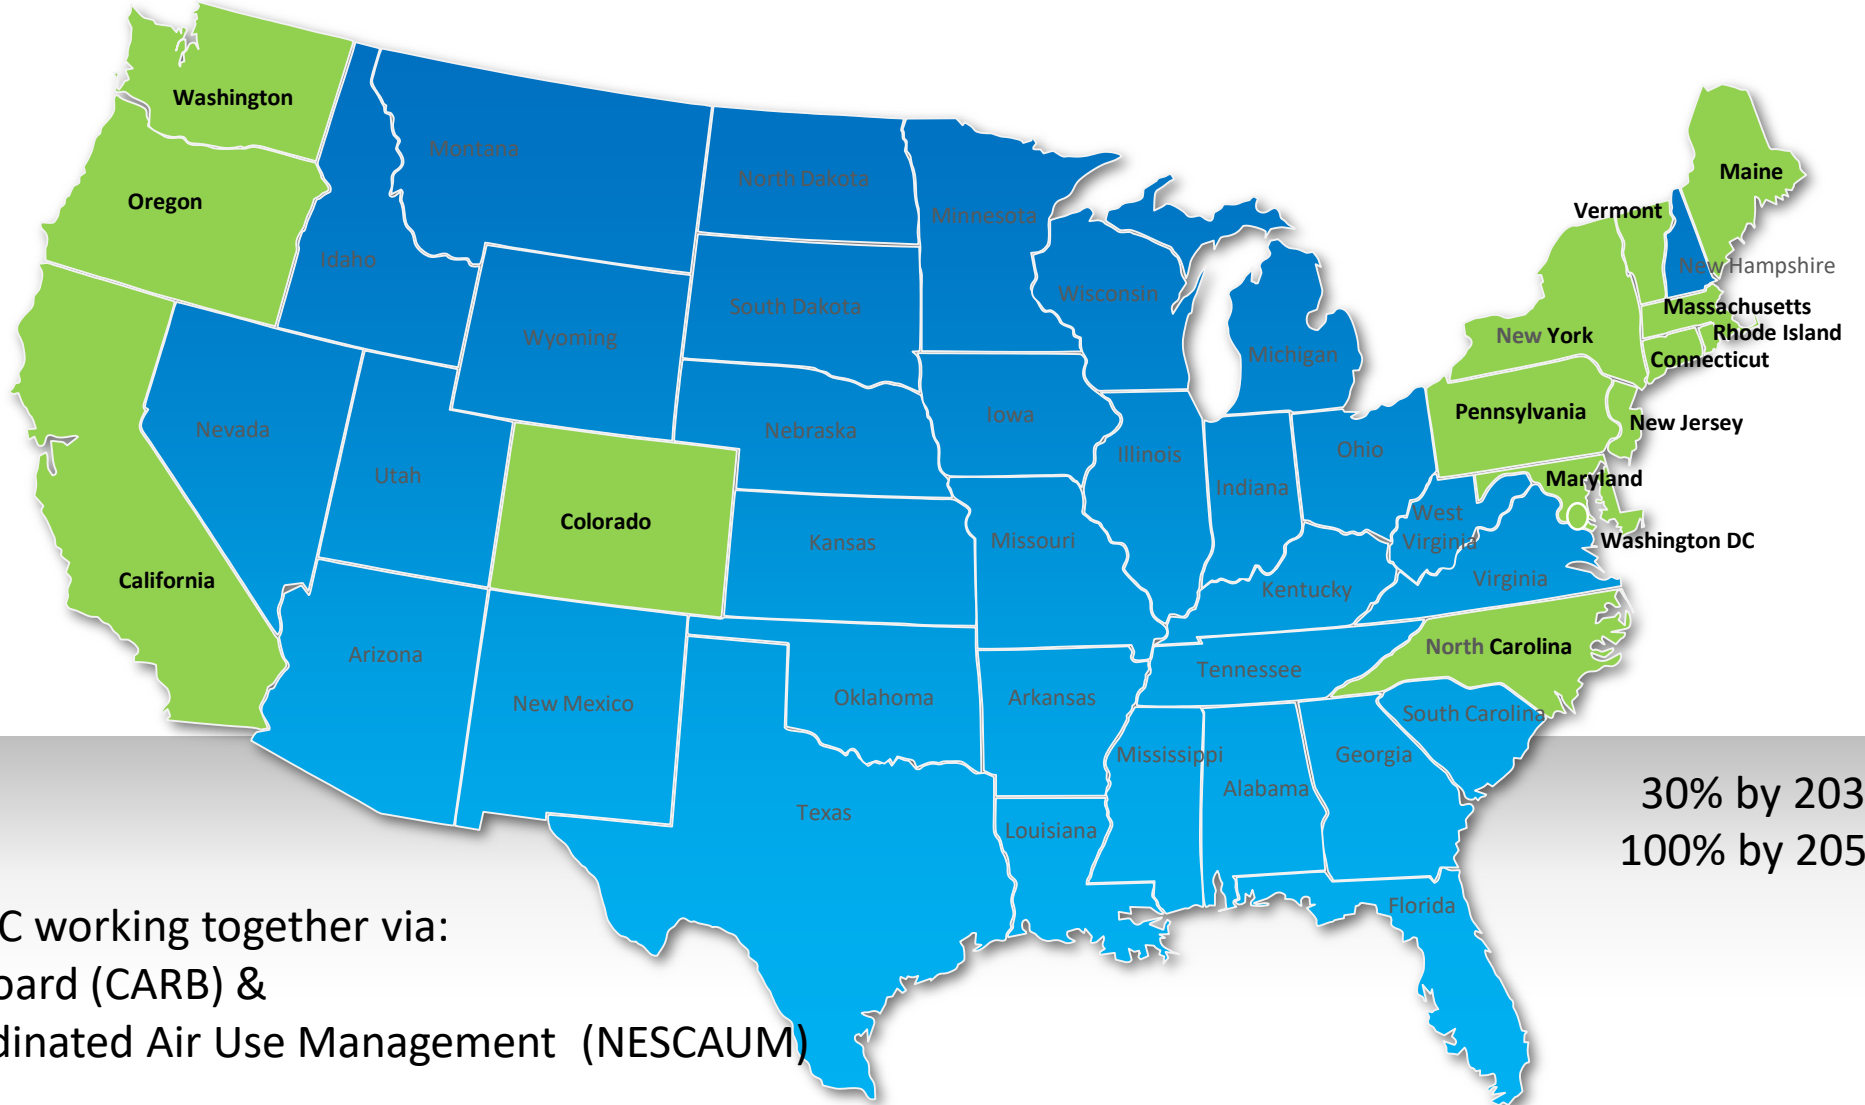 Washington
Montana
North Dakota
Minnesota
Maine
Oregon
Vermont
Idaho
New Hampshire
South Dakota
Wisconsin
Massachusetts
Wyoming
New York
Rhode Island
Michigan
Connecticut
Nevada
Nebraska
Iowa
Pennsylvania
New Jersey
Utah
Illinois
Indiana
Ohio
Maryland
Colorado
Kansas
Missouri
West
Virginia
Washington DC
California
Kentucky
Virginia
Arizona
Tennessee
North Carolina
New Mexico
Oklahoma
Arkansas
South Carolina
Mississippi
Georgia
Alabama
Texas
Louisiana
Florida
30% by 203
100% by 205
C working together via:
oard (CARB) &
dinated Air Use Management (NESCAUM)